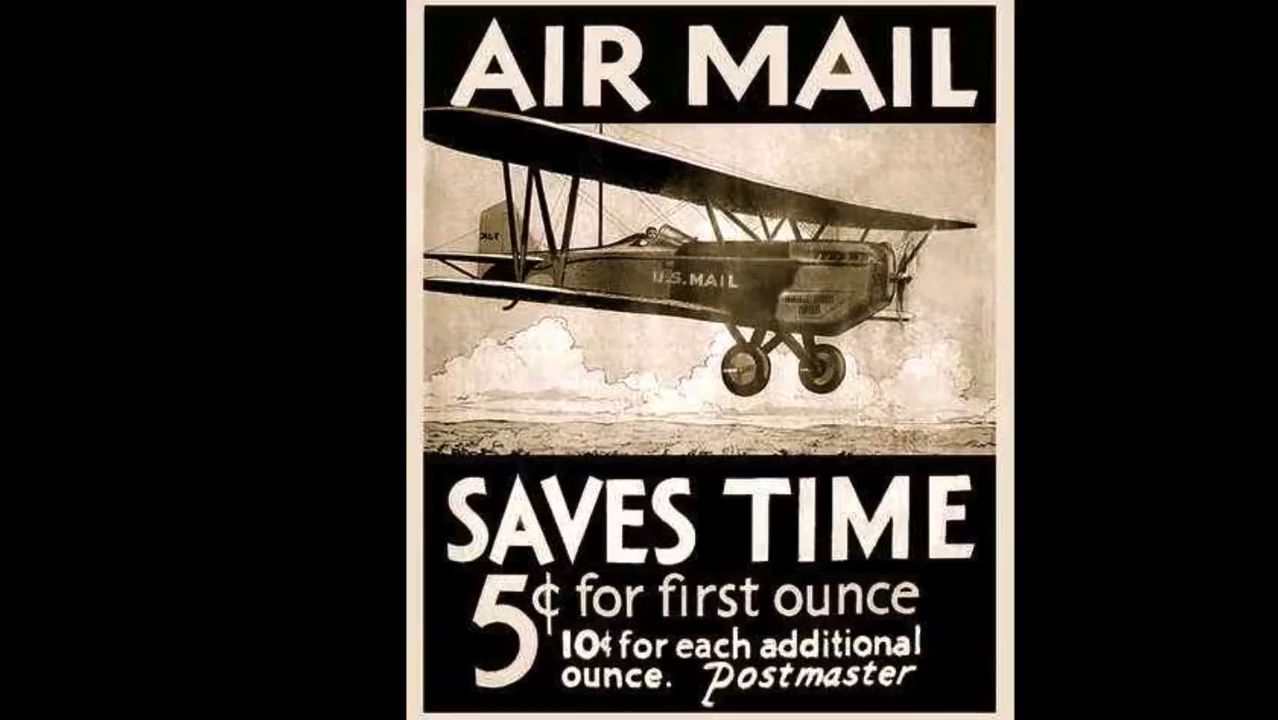 AIR MAIL
U.S. MAIL
SAVES TIME
5¢ for first ounce
10¢ for each additional
ounce. Postmaster